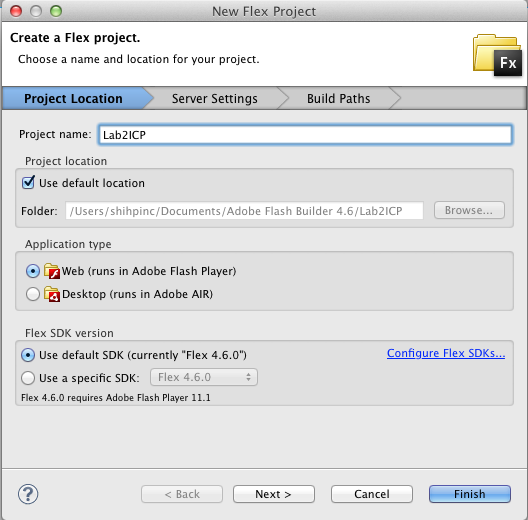 New Flex Project
Create a Flex project.
Choose a name and location for your project.
Fx
Project Location Server Settings Build Paths
Project name: Lab2ICP
Project location
Use default location
Folder: /Users/shihpinc/Documents/Adobe Flash Builder 4.6/Lab2ICP Browse...
Application type
Web (runs in Adobe Flash Player)
Desktop (runs in Adobe AIR)
Flex SDK version
Use default SDK (currently "Flex 4.6.0") Configure Flex SDKs...
Use a specific SDK: Flex 4.6.0
Flex 4.6.0 requires Adobe Flash Player 11.1
? < Back Next > Cancel Finish